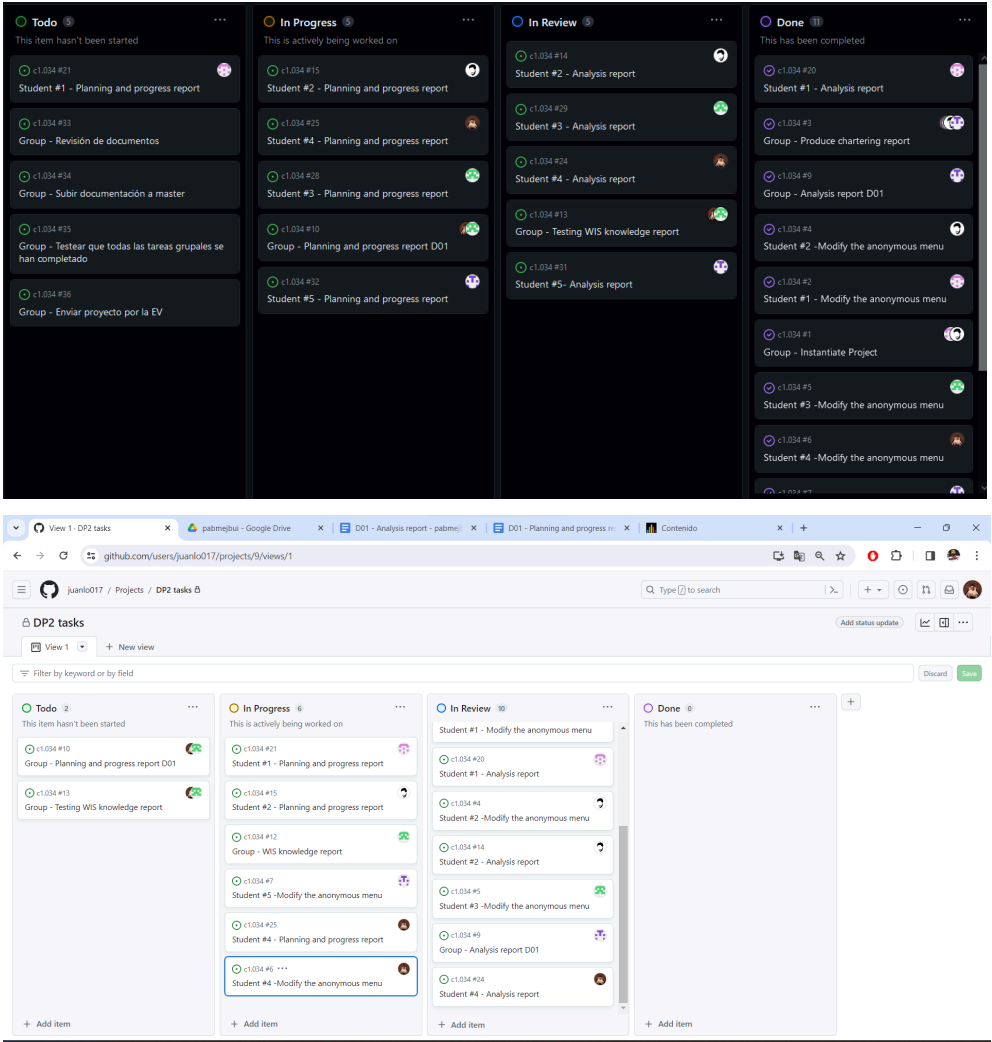 Todo 5 ...
This item hasn't been started
c1.034 #21
Student #1 - Planning and progress report
c1.034 #33
Group - Revisión de documentos
c1.034 #34
Group - Subir documentación a master
c1.034 #35
Group - Testear que todas las tareas grupales se
han completado
c1.034 #36
Group - Enviar proyecto por la EV
In Progress 5 ...
This is actively being worked on
c1.034 #15
Student #2 - Planning and progress report
c1.034 #25
Student #4 - Planning and progress report
c1.034 #28
Student #3 - Planning and progress report
c1.034 #10
Group - Planning and progress report D01
c1.034 #32
Student #5 - Planning and progress report
In Review 5 ...
c1.034 #14
Student #2 - Analysis report
c1.034 #29
Student #3 - Analysis report
c1.034 #24
Student #4 - Analysis report
c1.034 #13
Group - Testing WIS knowledge report
c1.034 #31
Student #5- Analysis report
Done 11 ...
This has been completed
c1.034 #20
Student #1 - Analysis report
c1.034 #3
Group - Produce chartering report
c1.034 #9
Group - Analysis report D01
c1.034 #4
Student #2 -Modify the anonymous menu
c1.034 #2
Student #1 - Modify the anonymous menu
c1.034 #1
Group - Instantiate Project
c1.034 #5
Student #3 -Modify the anonymous menu
c1.034 #6
Student #4 -Modify the anonymous menu
c1.034 #7
View 1 · DP2 tasks
pabmejbui - Google Drive
D01 - Analysis report - pabmej
D01 - Planning and progress re
Contenido
github.com/users/juanlo017/projects/9/views/1
juanlo017 / Projects / DP2 tasks
Type / to search
DP2 tasks
Add status update
View 1
+ New view
Filter by keyword or by field
Discard
Save
Todo 2 ...
This item hasn't been started
c1.034 #10
Group - Planning and progress report D01
c1.034 #13
Group - Testing WIS knowledge report
+ Add item
In Progress 6 ...
This is actively being worked on
c1.034 #21
Student #1 - Planning and progress report
c1.034 #15
Student #2 - Planning and progress report
c1.034 #12
Group - WIS knowledge report
c1.034 #7
Student #5 -Modify the anonymous menu
c1.034 #25
Student #4 - Planning and progress report
c1.034 #6 ...
Student #4 -Modify the anonymous menu
+ Add item
In Review 10 ...
Student #1 - Modify the anonymous menu
c1.034 #20
Student #1 - Analysis report
c1.034 #4
Student #2 -Modify the anonymous menu
c1.034 #14
Student #2 - Analysis report
c1.034 #5
Student #3 -Modify the anonymous menu
c1.034 #9
Group - Analysis report D01
c1.034 #24
Student #4 - Analysis report
+ Add item
Done 0 ...
This has been completed
+ Add item